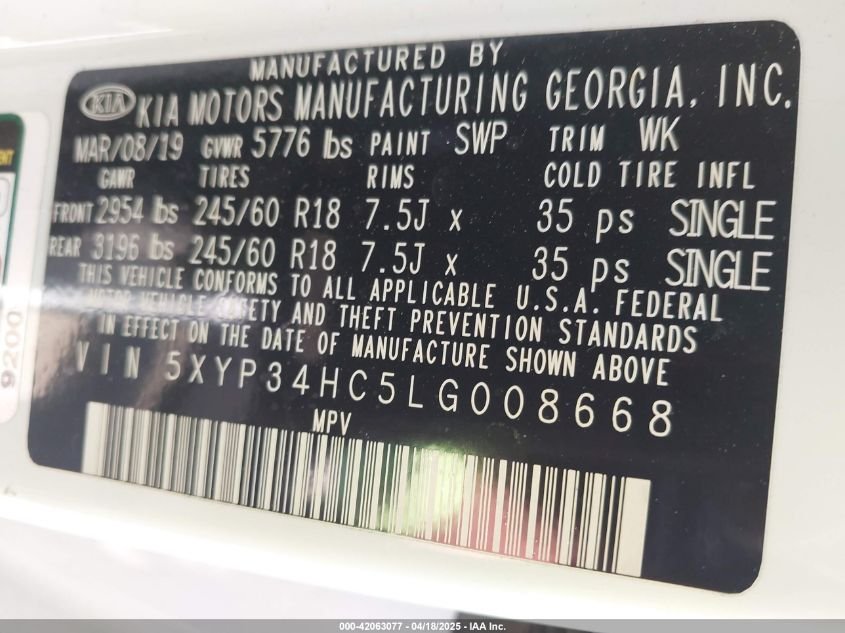 MANUFACTURED BY
KIA KIA MOTORS MANUFACTURING GEORGIA, INC.
MAR/08/19 GVWR 5776 lbs PAINT SWP TRIM WK
GAWR TIRES RIMS COLD TIRE INFL
FRONT 2954 lbs 245/60 R18 7.5J x 35 ps SINGLE
REAR 3196 lbs 245/60 R18 7.5J x 35 ps SINGLE
THIS VEHICLE CONFORMS TO ALL APPLICABLE U.S.A. FEDERAL
MOTOR VEHICLE SAFETY AND THEFT PREVENTION STANDARDS
IN EFFECT ON THE DATE OF MANUFACTURE SHOWN ABOVE
VIN 5XYP34HC5LG008668
MPV
9200
000-42063077 - 04/18/2025 - IAA Inc.